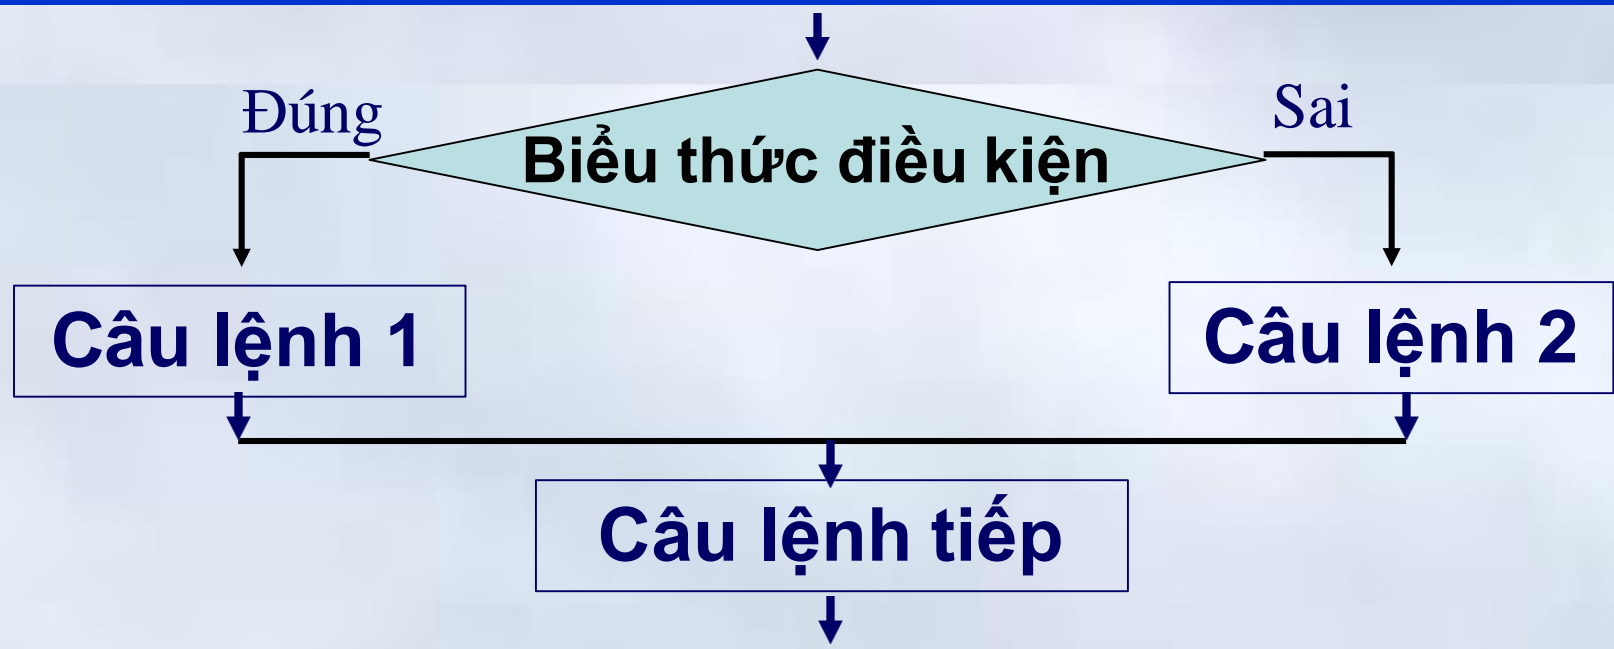 Đúng
Sai
Biểu thức điều kiện
Câu lệnh 1
Câu lệnh 2
Câu lệnh tiếp